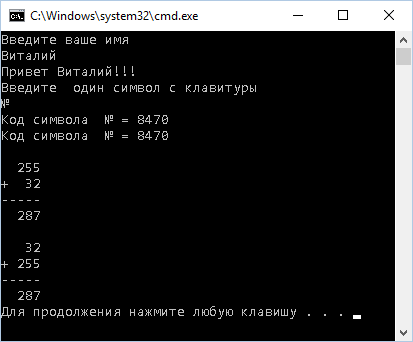 C:\Windows\system32\cmd.exe
Введите ваше имя
Виталий
Привет Виталий!!!
Введите  один символ с клавитуры
№
Код символа  № = 8470
Код символа  № = 8470
  255
+  32
-----
  287
   32
+ 255
-----
  287
Для продолжения нажмите любую клавишу . . .